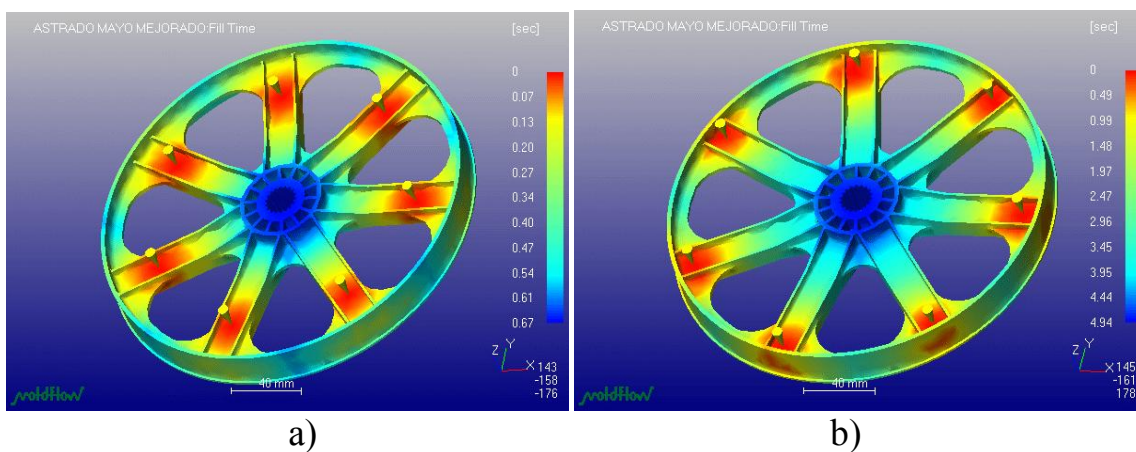 ASTRADO MAYO MEJORADO:Fill Time
[sec]
0
0.07
0.13
0.20
0.27
0.34
0.40
0.47
0.54
0.61
0.67
40 mm
Y
Z
X 143
-158
-176
moldflow
a)
ASTRADO MAYO MEJORADO:Fill Time
[sec]
0
0.49
0.99
1.48
1.97
2.47
2.96
3.45
3.95
4.44
4.94
40 mm
Y
Z
X 145
-161
178
moldflow
b)